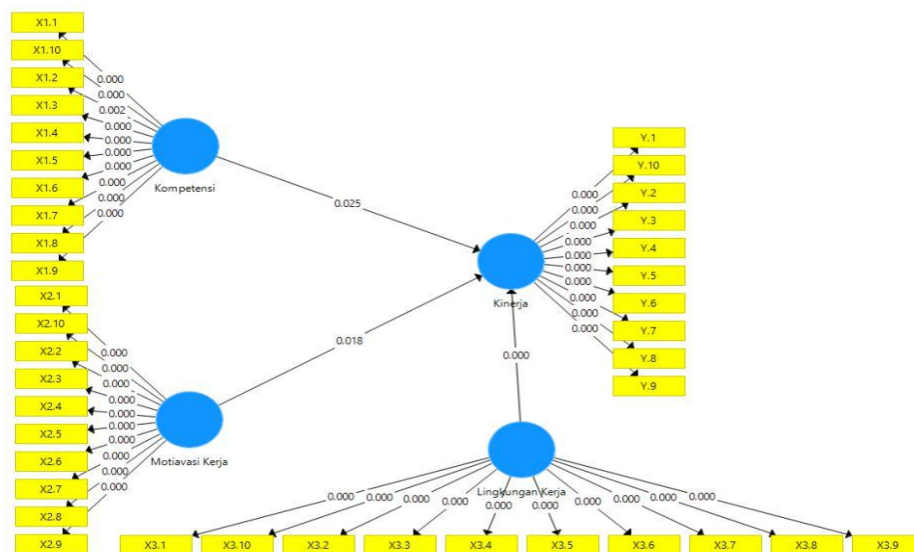 X1.1
X1.10
X1.2
X1.3
X1.4
X1.5
X1.6
X1.7
X1.8
X1.9
0.000
0.000
0.002
0.000
0.000
0.000
0.000
0.000
0.000
0.000
Kompetensi
0.025
X2.1
X2.10
X2.2
X2.3
X2.4
X2.5
X2.6
X2.7
X2.8
X2.9
0.000
0.000
0.000
0.000
0.000
0.000
0.000
0.000
0.000
0.000
Motiavasi Kerja
0.018
Kinerja
0.000
0.000
0.000
0.000
0.000
0.000
0.000
0.000
0.000
0.000
Y.1
Y.10
Y.2
Y.3
Y.4
Y.5
Y.6
Y.7
Y.8
Y.9
0.000
Lingkungan Kerja
0.000
0.000
0.000
0.000
0.000
0.000
0.000
0.000
0.000
0.000
X3.1
X3.10
X3.2
X3.3
X3.4
X3.5
X3.6
X3.7
X3.8
X3.9